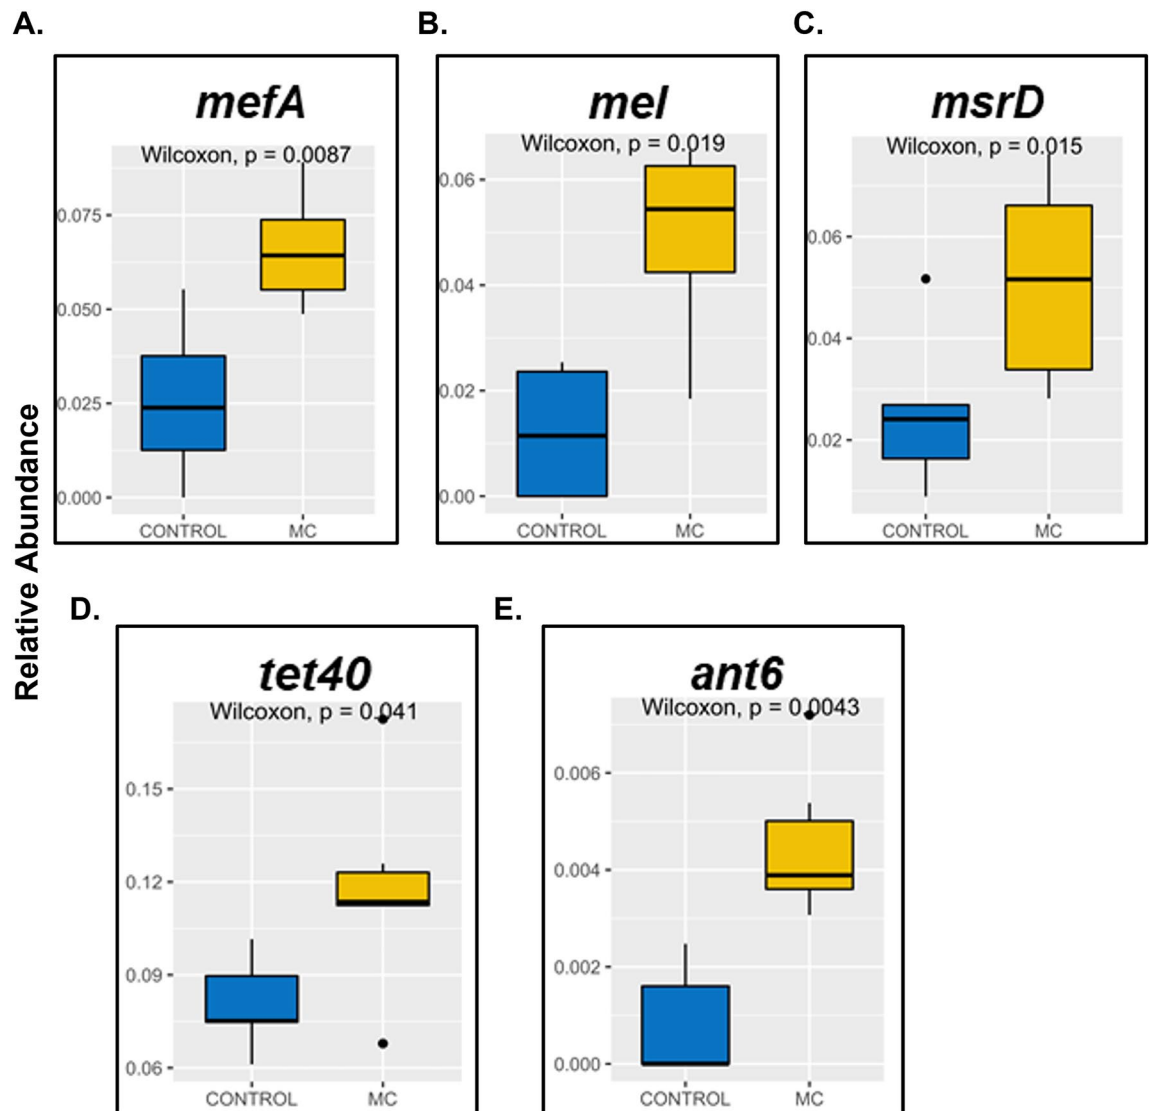 A.
B.
C.
mefA
mel
msrD
Wilcoxon, p = 0.0087
Wilcoxon, p = 0.019
Wilcoxon, p = 0.015
0.075
0.050
0.025
0.000
0.06
0.04
0.02
0.00
0.06
0.04
0.02
CONTROL MC
CONTROL MC
CONTROL MC
Relative Abundance
D.
E.
tet40
ant6
Wilcoxon, p = 0.041
Wilcoxon, p = 0.0043
0.15
0.12
0.09
0.06
0.006
0.004
0.002
0.000
CONTROL MC
CONTROL MC